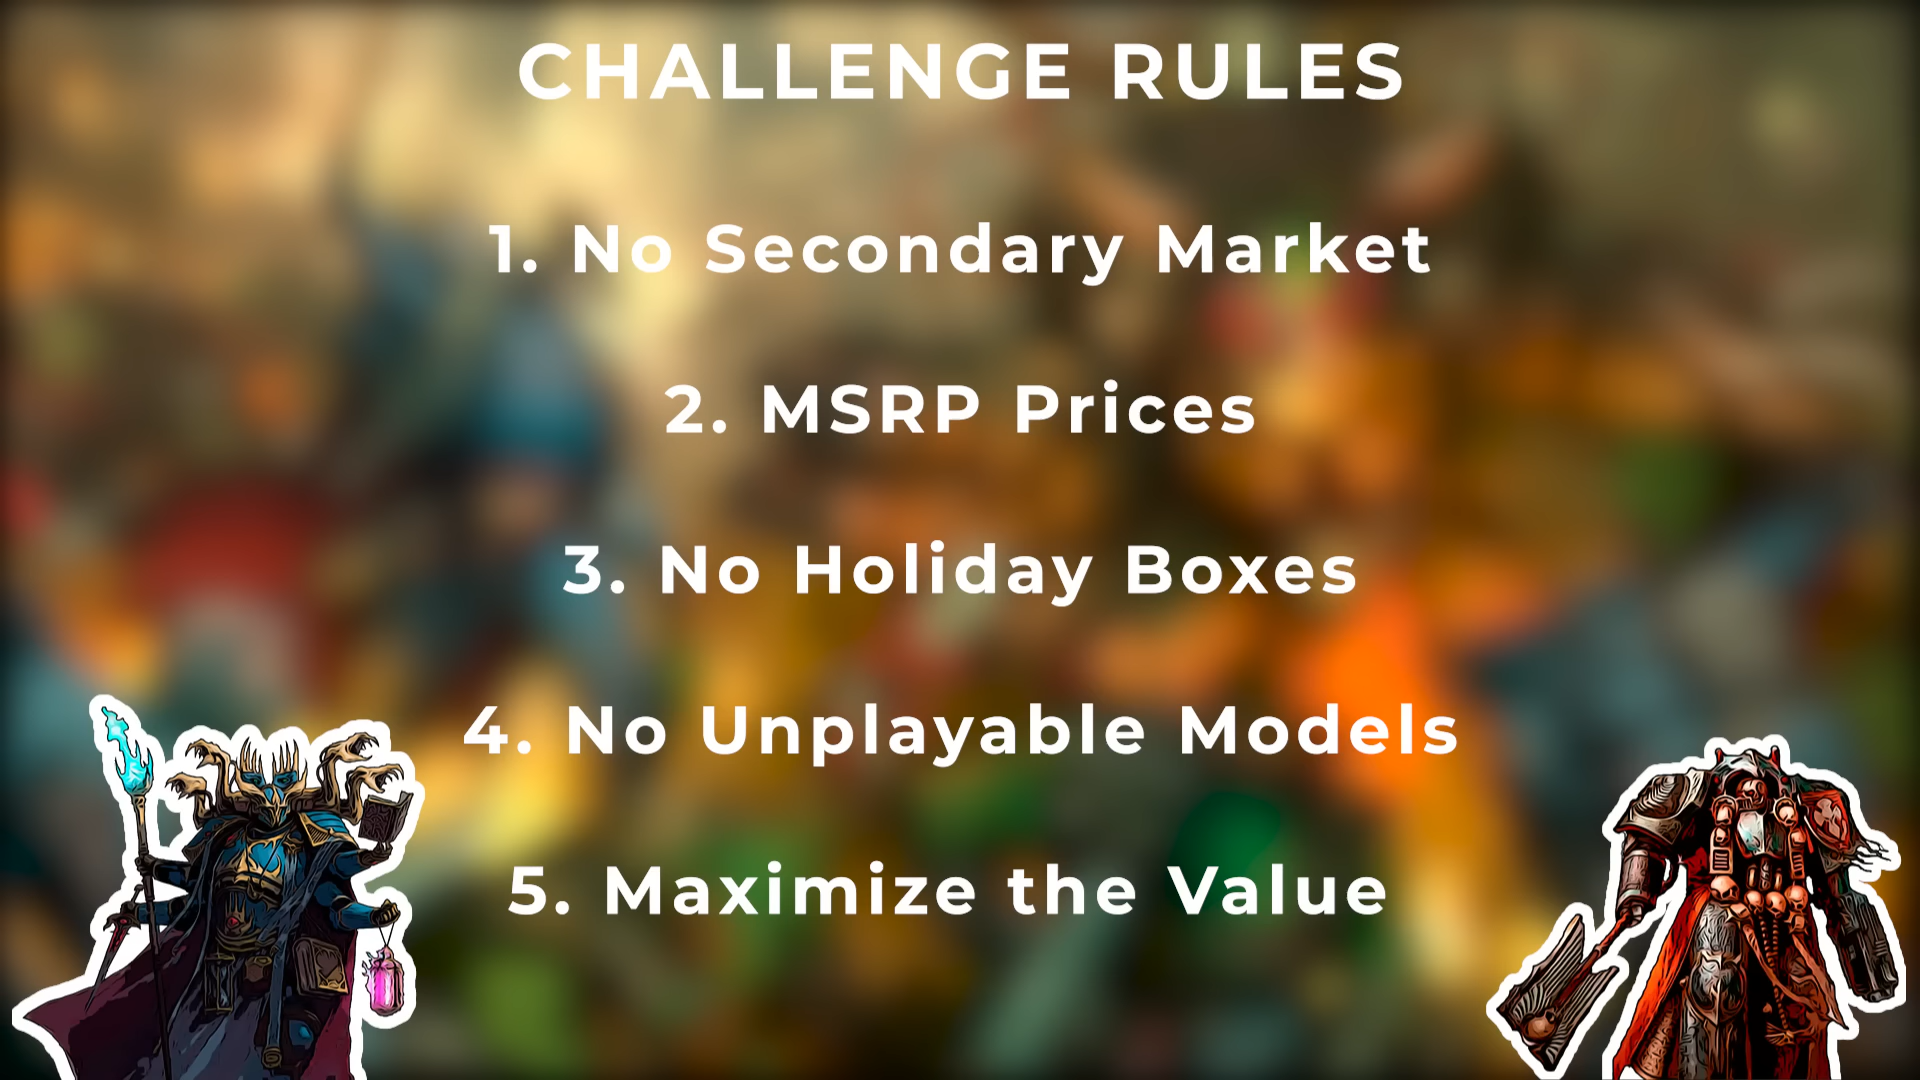 CHALLENGE RULES
1. No Secondary Market
2. MSRP Prices
3. No Holiday Boxes
4. No Unplayable Models
5. Maximize the Value